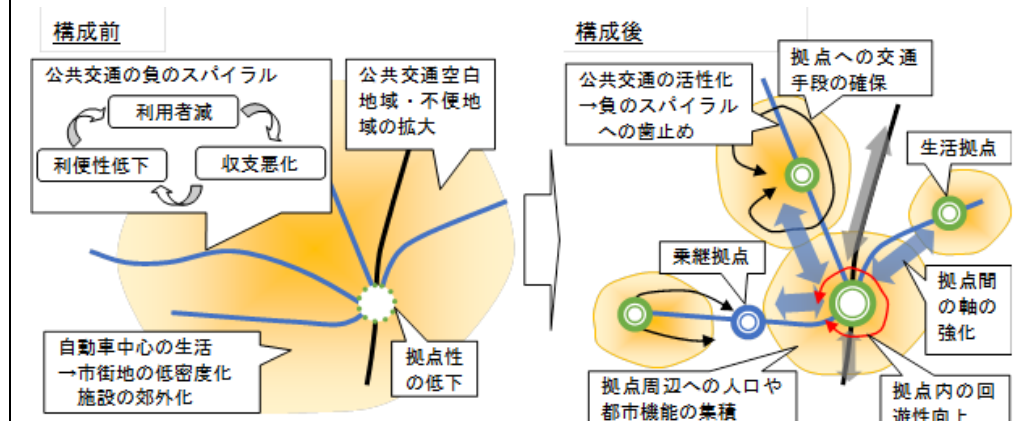 構成前
公共交通の負のスパイラル
利用者減
利便性低下
収支悪化
公共交通空白
地域・不便地
域の拡大
自動車中心の生活
→市街地の低密度化
施設の郊外化
拠点性
の低下
構成後
公共交通の活性化
→負のスパイラル
への歯止め
拠点への交通
手段の確保
生活拠点
乗継拠点
拠点間
の軸の
強化
拠点周辺への人口や
都市機能の集積
拠点内の回
遊性向上